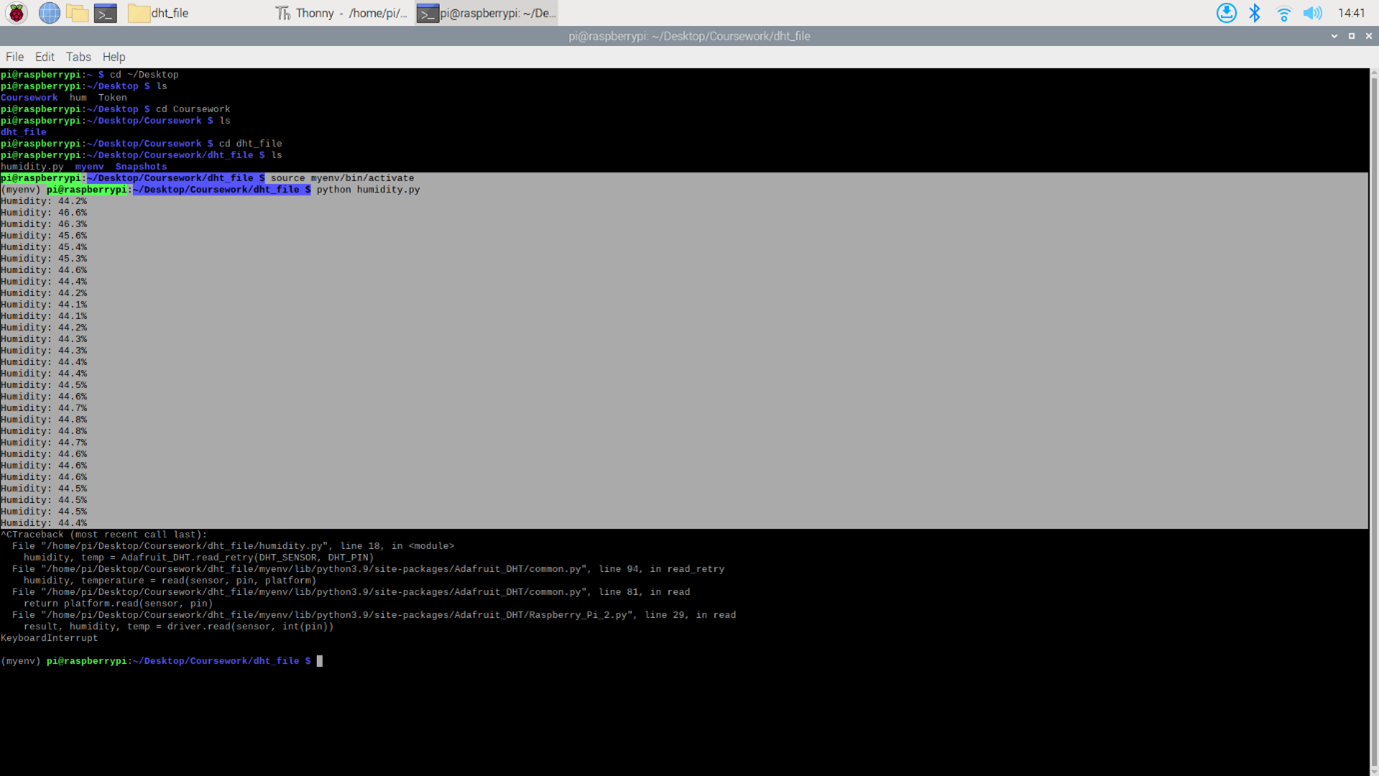 dht_file
Thonny - /home/pi/...
pi@raspberrypi: ~/De...
14:41
pi@raspberrypi: ~/Desktop/Coursework/dht_file
File Edit Tabs Help
pi@raspberrypi:~ $ cd ~/Desktop
pi@raspberrypi:~/Desktop $ ls
Coursework hum Token
pi@raspberrypi:~/Desktop $ cd Coursework
pi@raspberrypi:~/Desktop/Coursework $ ls
dht_file
pi@raspberrypi:~/Desktop/Coursework $ cd dht_file
pi@raspberrypi:~/Desktop/Coursework/dht_file $ ls
humidity.py myenv Snapshots
pi@raspberrypi:~/Desktop/Coursework/dht_file $ source myenv/bin/activate
(myenv) pi@raspberrypi:~/Desktop/Coursework/dht_file $ python humidity.py
Humidity: 44.2%
Humidity: 46.6%
Humidity: 46.3%
Humidity: 45.6%
Humidity: 45.4%
Humidity: 45.3%
Humidity: 44.6%
Humidity: 44.4%
Humidity: 44.2%
Humidity: 44.1%
Humidity: 44.1%
Humidity: 44.2%
Humidity: 44.3%
Humidity: 44.3%
Humidity: 44.4%
Humidity: 44.4%
Humidity: 44.5%
Humidity: 44.6%
Humidity: 44.7%
Humidity: 44.8%
Humidity: 44.8%
Humidity: 44.7%
Humidity: 44.6%
Humidity: 44.6%
Humidity: 44.6%
Humidity: 44.5%
Humidity: 44.5%
Humidity: 44.5%
Humidity: 44.4%
^CTraceback (most recent call last):
File "/home/pi/Desktop/Coursework/dht_file/humidity.py", line 18, in <module>
humidity, temp = Adafruit_DHT.read_retry(DHT_SENSOR, DHT_PIN)
File "/home/pi/Desktop/Coursework/dht_file/myenv/lib/python3.9/site-packages/Adafruit_DHT/common.py", line 94, in read_retry
humidity, temperature = read(sensor, pin, platform)
File "/home/pi/Desktop/Coursework/dht_file/myenv/lib/python3.9/site-packages/Adafruit_DHT/common.py", line 81, in read
return platform.read(sensor, pin)
File "/home/pi/Desktop/Coursework/dht_file/myenv/lib/python3.9/site-packages/Adafruit_DHT/Raspberry_Pi_2.py", line 29, in read
result, humidity, temp = driver.read(sensor, int(pin))
KeyboardInterrupt
(myenv) pi@raspberrypi:~/Desktop/Coursework/dht_file $